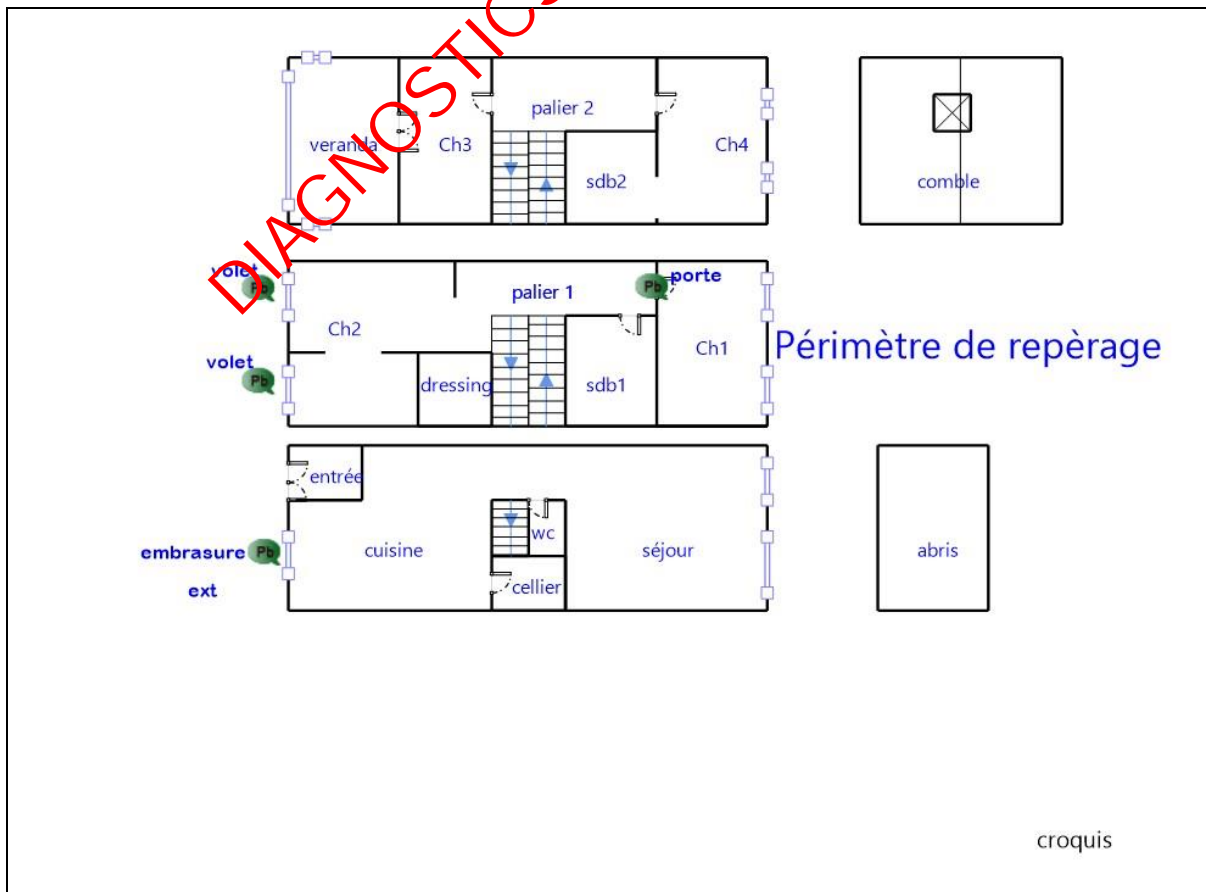 DIAGNOSTICS
palier 2
veranda
Ch3
Ch4
sdb2
comble
volet
Pb
porte
Pb
palier 1
Ch2
Ch1
Périmètre de repèrage
volet
Pb
dressing
sdb1
entrée
wc
embrasure
Pb
cuisine
séjour
abris
cellier
ext
croquis